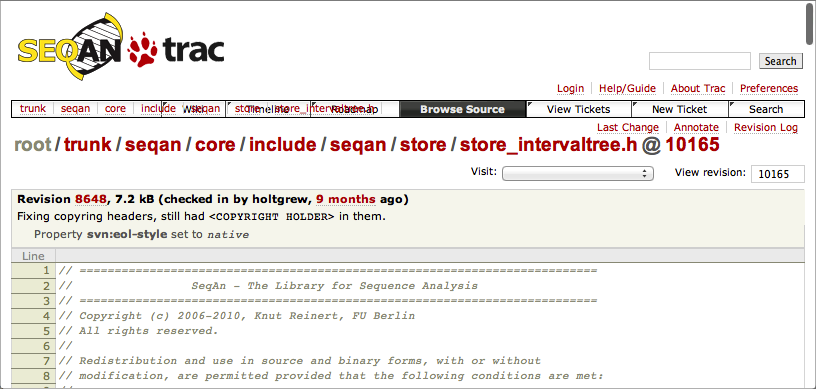 SEQAN trac
Search
Login Help/Guide About Trac Preferences
trunk seqan core include seqan store store_intervaltree.h
Wiki Timeline Roadmap Browse Source View Tickets New Ticket Search
Last Change Annotate Revision Log
root/trunk/seqan/core/include/seqan/store/store_intervaltree.h @ 10165
Visit: View revision: 10165
Revision 8648, 7.2 kB (checked in by holtgrew, 9 months ago)
Fixing copyring headers, still had <COPYRIGHT HOLDER> in them.
Property svn:eol-style set to native
Line
1 // ==========================================================================
2 // SeqAn - The Library for Sequence Analysis
3 // ==========================================================================
4 // Copyright (c) 2006-2010, Knut Reinert, FU Berlin
5 // All rights reserved.
6 //
7 // Redistribution and use in source and binary forms, with or without
8 // modification, are permitted provided that the following conditions are met: